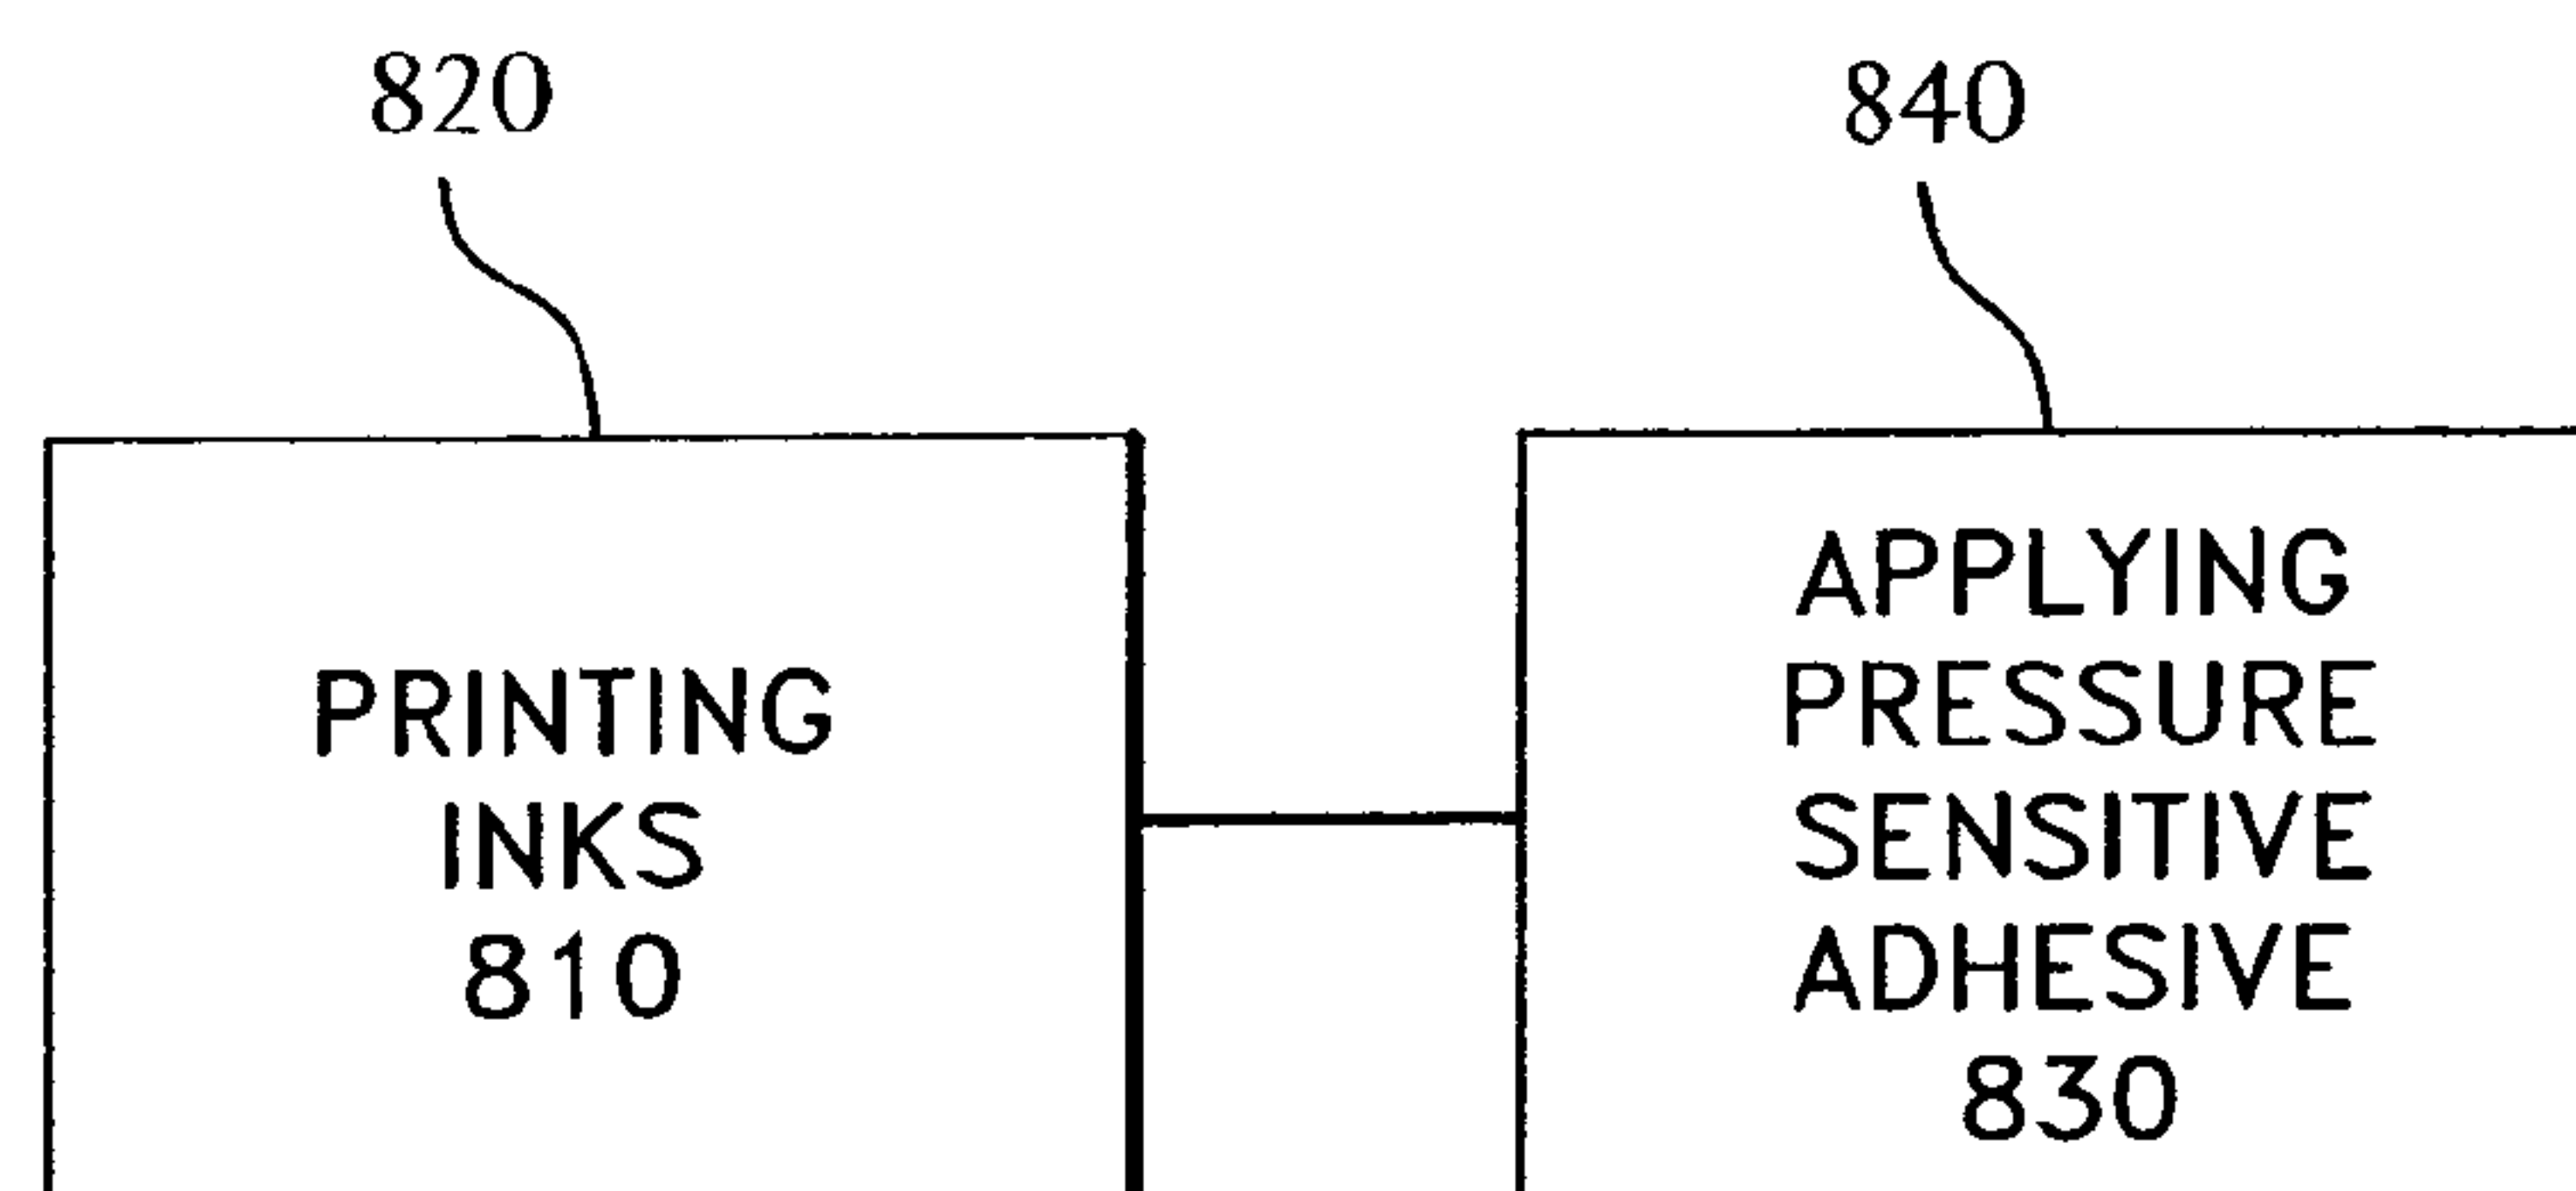 820
840
PRINTING
INKS
810
APPLYING
PRESSURE
SENSITIVE
ADHESIVE
830